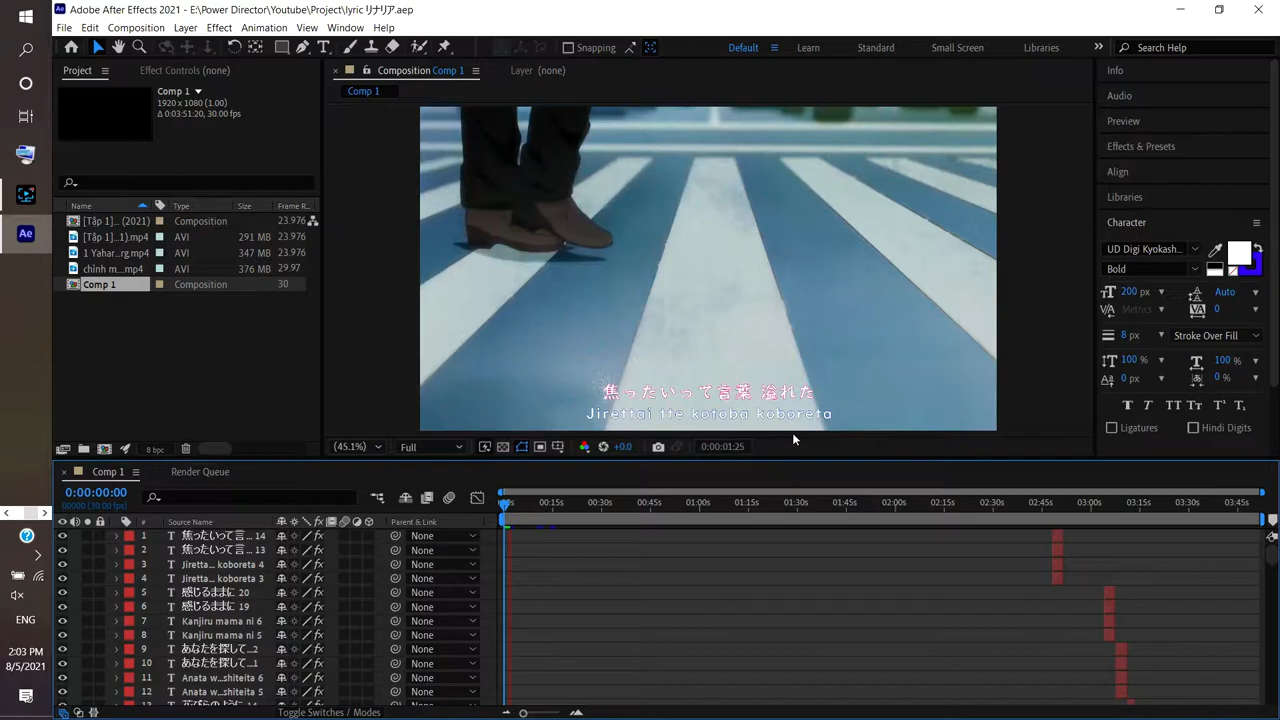 Adobe After Effects 2021 - E:\Power Director\Youtube\Project\lyric リナリア.aep
File Edit Composition Layer Effect Animation View Window Help
Snapping Default Learn Standard Small Screen Libraries Search Help
Project Effect Controls (none) Composition Comp 1 Layer (none)
Comp 1
1920 x 1080 (1.00)
Δ 0:03:51:20, 30.00 fps
Comp 1
Name Type Size Frame R
[Tập 1]... (2021) Composition 23.976
[Tập 1]...1).mp4 AVI 291 MB 23.976
1 Yahar...rg.mp4 AVI 347 MB 23.976
chỉnh m....mp4 AVI 376 MB 29.97
Comp 1 Composition 30
8 bpc
焦ったいって言葉 溢れた
Jirettai tte kotoba koboreta
(45.1%) Full +0.0 0:00:01:25
Info
Audio
Preview
Effects & Presets
Align
Libraries
Character
UD Digi Kyokash...
Bold
200 px Auto
Metrics 0
8 px Stroke Over Fill
100 % 100 %
0 px 0 %
Ligatures Hindi Digits
Comp 1 Render Queue
0:00:00:00
00000 (30.00 fps)
00s 00:15s 00:30s 00:45s 01:00s 01:15s 01:30s 01:45s 02:00s 02:15s 02:30s 02:45s 03:00s 03:15s 03:30s 03:45s
# Source Name Parent & Link
1 焦ったいって言 ... 14 None
2 焦ったいって言 ... 13 None
3 Jiretta... koboreta 4 None
4 Jiretta... koboreta 3 None
5 感じるままに 20 None
6 感じるままに 19 None
7 Kanjiru mama ni 6 None
8 Kanjiru mama ni 5 None
9 あなたを探して...2 None
10 あなたを探して...1 None
11 Anata w...shiteita 6 None
12 Anata w...shiteita 5 None
Toggle Switches / Modes
ENG
2:03 PM
8/5/2021